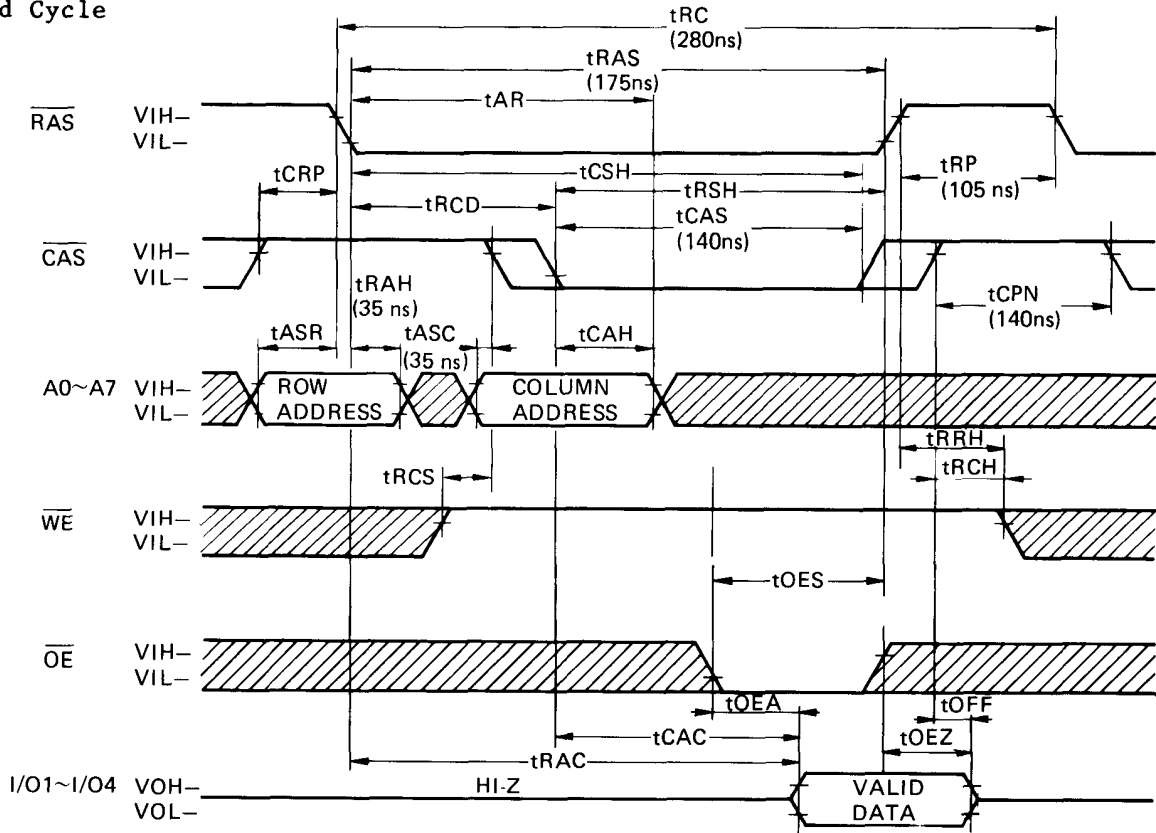 d Cycle
tRC
(280ns)
tRAS
(175ns)
tAR
RAS VIH–
VIL–
tCRP
tCSH
tRP
(105 ns)
tRSH
tRCD
tCAS
(140ns)
CAS VIH–
VIL–
tRAH
(35 ns)
tCPN
(140ns)
tASR
tASC
(35 ns)
tCAH
A0~A7 VIH–
VIL–
ROW
ADDRESS
COLUMN
ADDRESS
tRRH
tRCH
tRCS
WE VIH–
VIL–
tOES
OE VIH–
VIL–
tOEA
tOFF
tCAC
tOEZ
tRAC
I/O1~I/O4 VOH–
VOL–
HI-Z
VALID
DATA